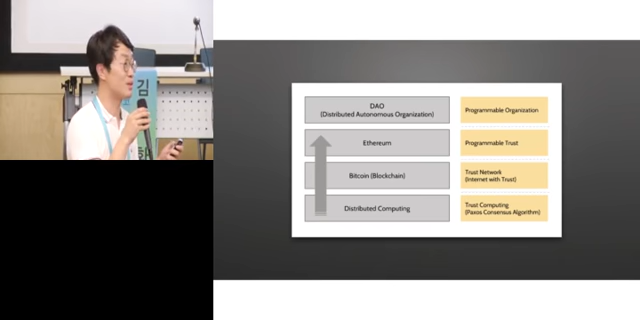 김
DAO
(Distributed Autonomous Organization)
Programmable Organization
Ethereum
Programmable Trust
Bitcoin (Blockchain)
Trust Network
(Internet with Trust)
Distributed Computing
Trust Computing
(Paxos Consensus Algorithm)